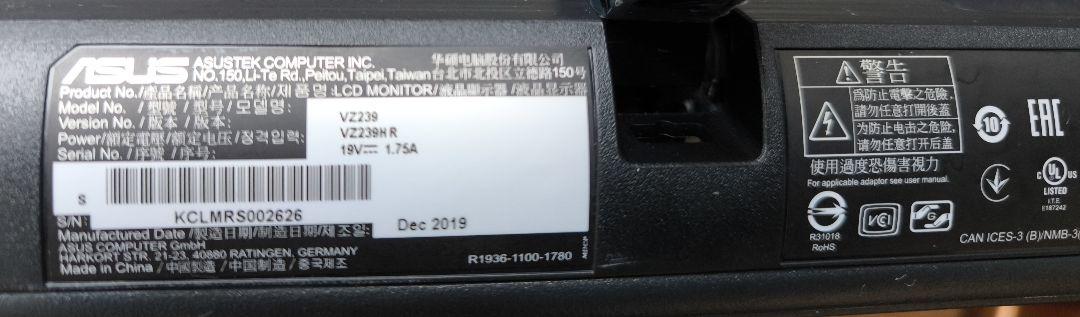 ASUS
ASUSTEK COMPUTER INC. 华硕电脑股份有限公司
NO.150,Li-Te Rd.,Peitou,Taipei,Taiwan 台北市北投区立德路150号
Product No./產品名稱/产品名称/제품명:LCD MONITOR/液晶顯示器/液晶显示器
Model No. /型號/型号/모델명: VZ239
Version No./版本/版本: VZ239HR
Power/額定電壓/额定电压/정격입력: 19V 1.75A
Serial No./序號/序号:
S
S/N: KCLMRS002626
Manufactured Date/製造日期/制造日期/제조일: Dec 2019
ASUS COMPUTER GmbH
HARKORT STR. 21-23, 40880 RATINGEN, GERMANY
Made in China /中國製造 /中国制造 /중국제조
R1936-1100-1780
警告
為防止電擊之危險,
請勿任意打開後蓋
为防止电击之危险,
请勿任意打开后盖
使用過度恐傷害視力
For applicable adaptor see user manual.
10
EAC
R31018
RoHS
VCCI
c UL us
LISTED
I.T.E.
E187242
CAN ICES-3 (B)/NMB-3(